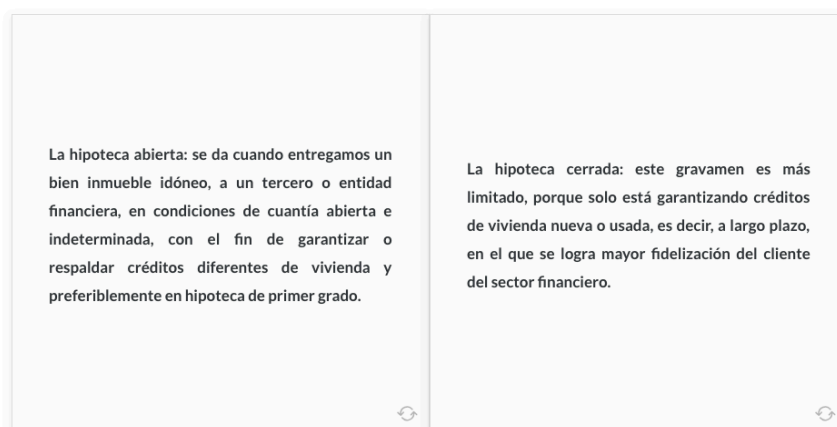 La hipoteca abierta: se da cuando entregamos un
bien inmueble idóneo, a un tercero o entidad
financiera, en condiciones de cuantía abierta e
indeterminada, con el fin de garantizar o
respaldar créditos diferentes de vivienda y
preferiblemente en hipoteca de primer grado.
La hipoteca cerrada: este gravamen es más
limitado, porque solo está garantizando créditos
de vivienda nueva o usada, es decir, a largo plazo,
en el que se logra mayor fidelización del cliente
del sector financiero.